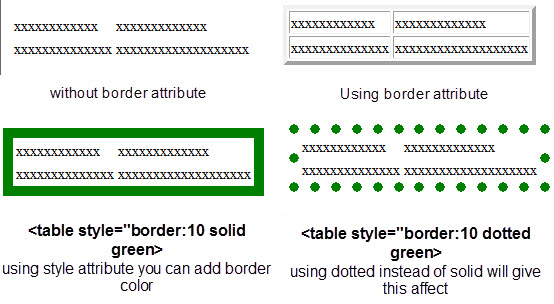 xxxxxxxxxxxx xxxxxxxxxxxxx
xxxxxxxxxxxxxx xxxxxxxxxxxxxxxxxxx
without border attribute
xxxxxxxxxxxx xxxxxxxxxxxxx
xxxxxxxxxxxxxx xxxxxxxxxxxxxxxxxxx
Using border attribute
xxxxxxxxxxxx xxxxxxxxxxxxx
xxxxxxxxxxxxxx xxxxxxxxxxxxxxxxxxx
<table style="border:10 solid
green>
using style attribute you can add border
color
xxxxxxxxxxxx xxxxxxxxxxxxx
xxxxxxxxxxxxxx xxxxxxxxxxxxxxxxxxx
<table style="border:10 dotted
green>
using dotted instead of solid will give
this affect